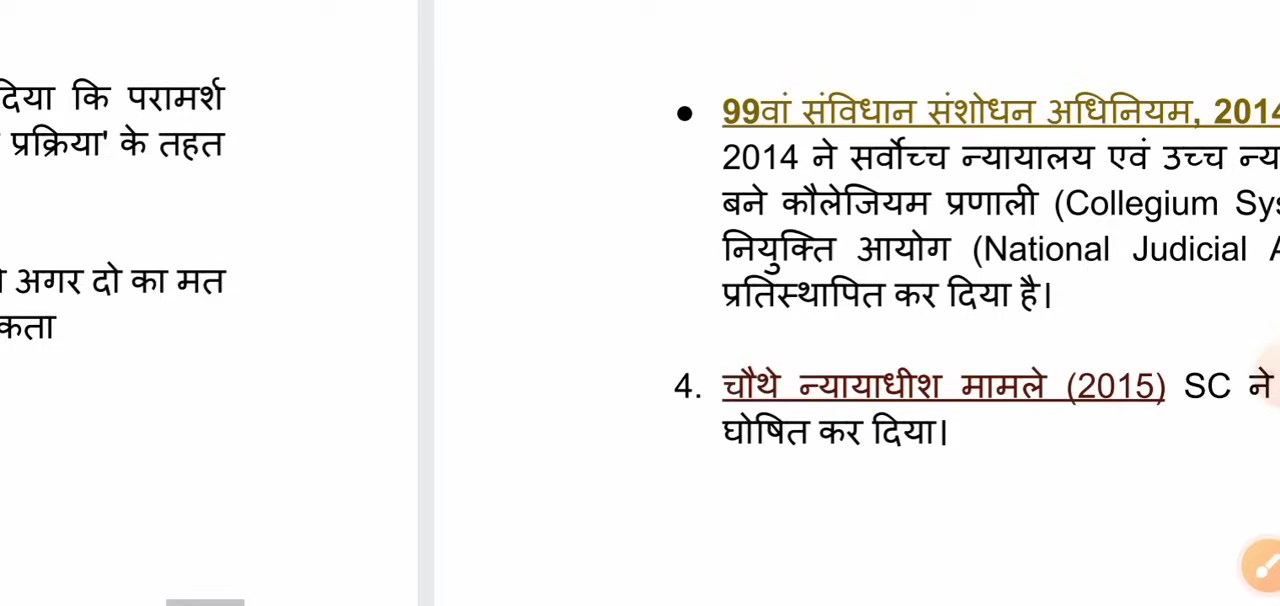 दिया कि परामर्श
प्रक्रिया' के तहत
अगर दो का मत
● 99वां संविधान संशोधन अधिनियम, 2014
2014 ने सर्वोच्च न्यायालय एवं उच्च
बने कौलेजियम प्रणाली (Collegium
नियुक्ति आयोग (National Judicial
प्रतिस्थापित कर दिया है।
4. चौथे न्यायाधीश मामले (2015) SC ने
घोषित कर दिया।